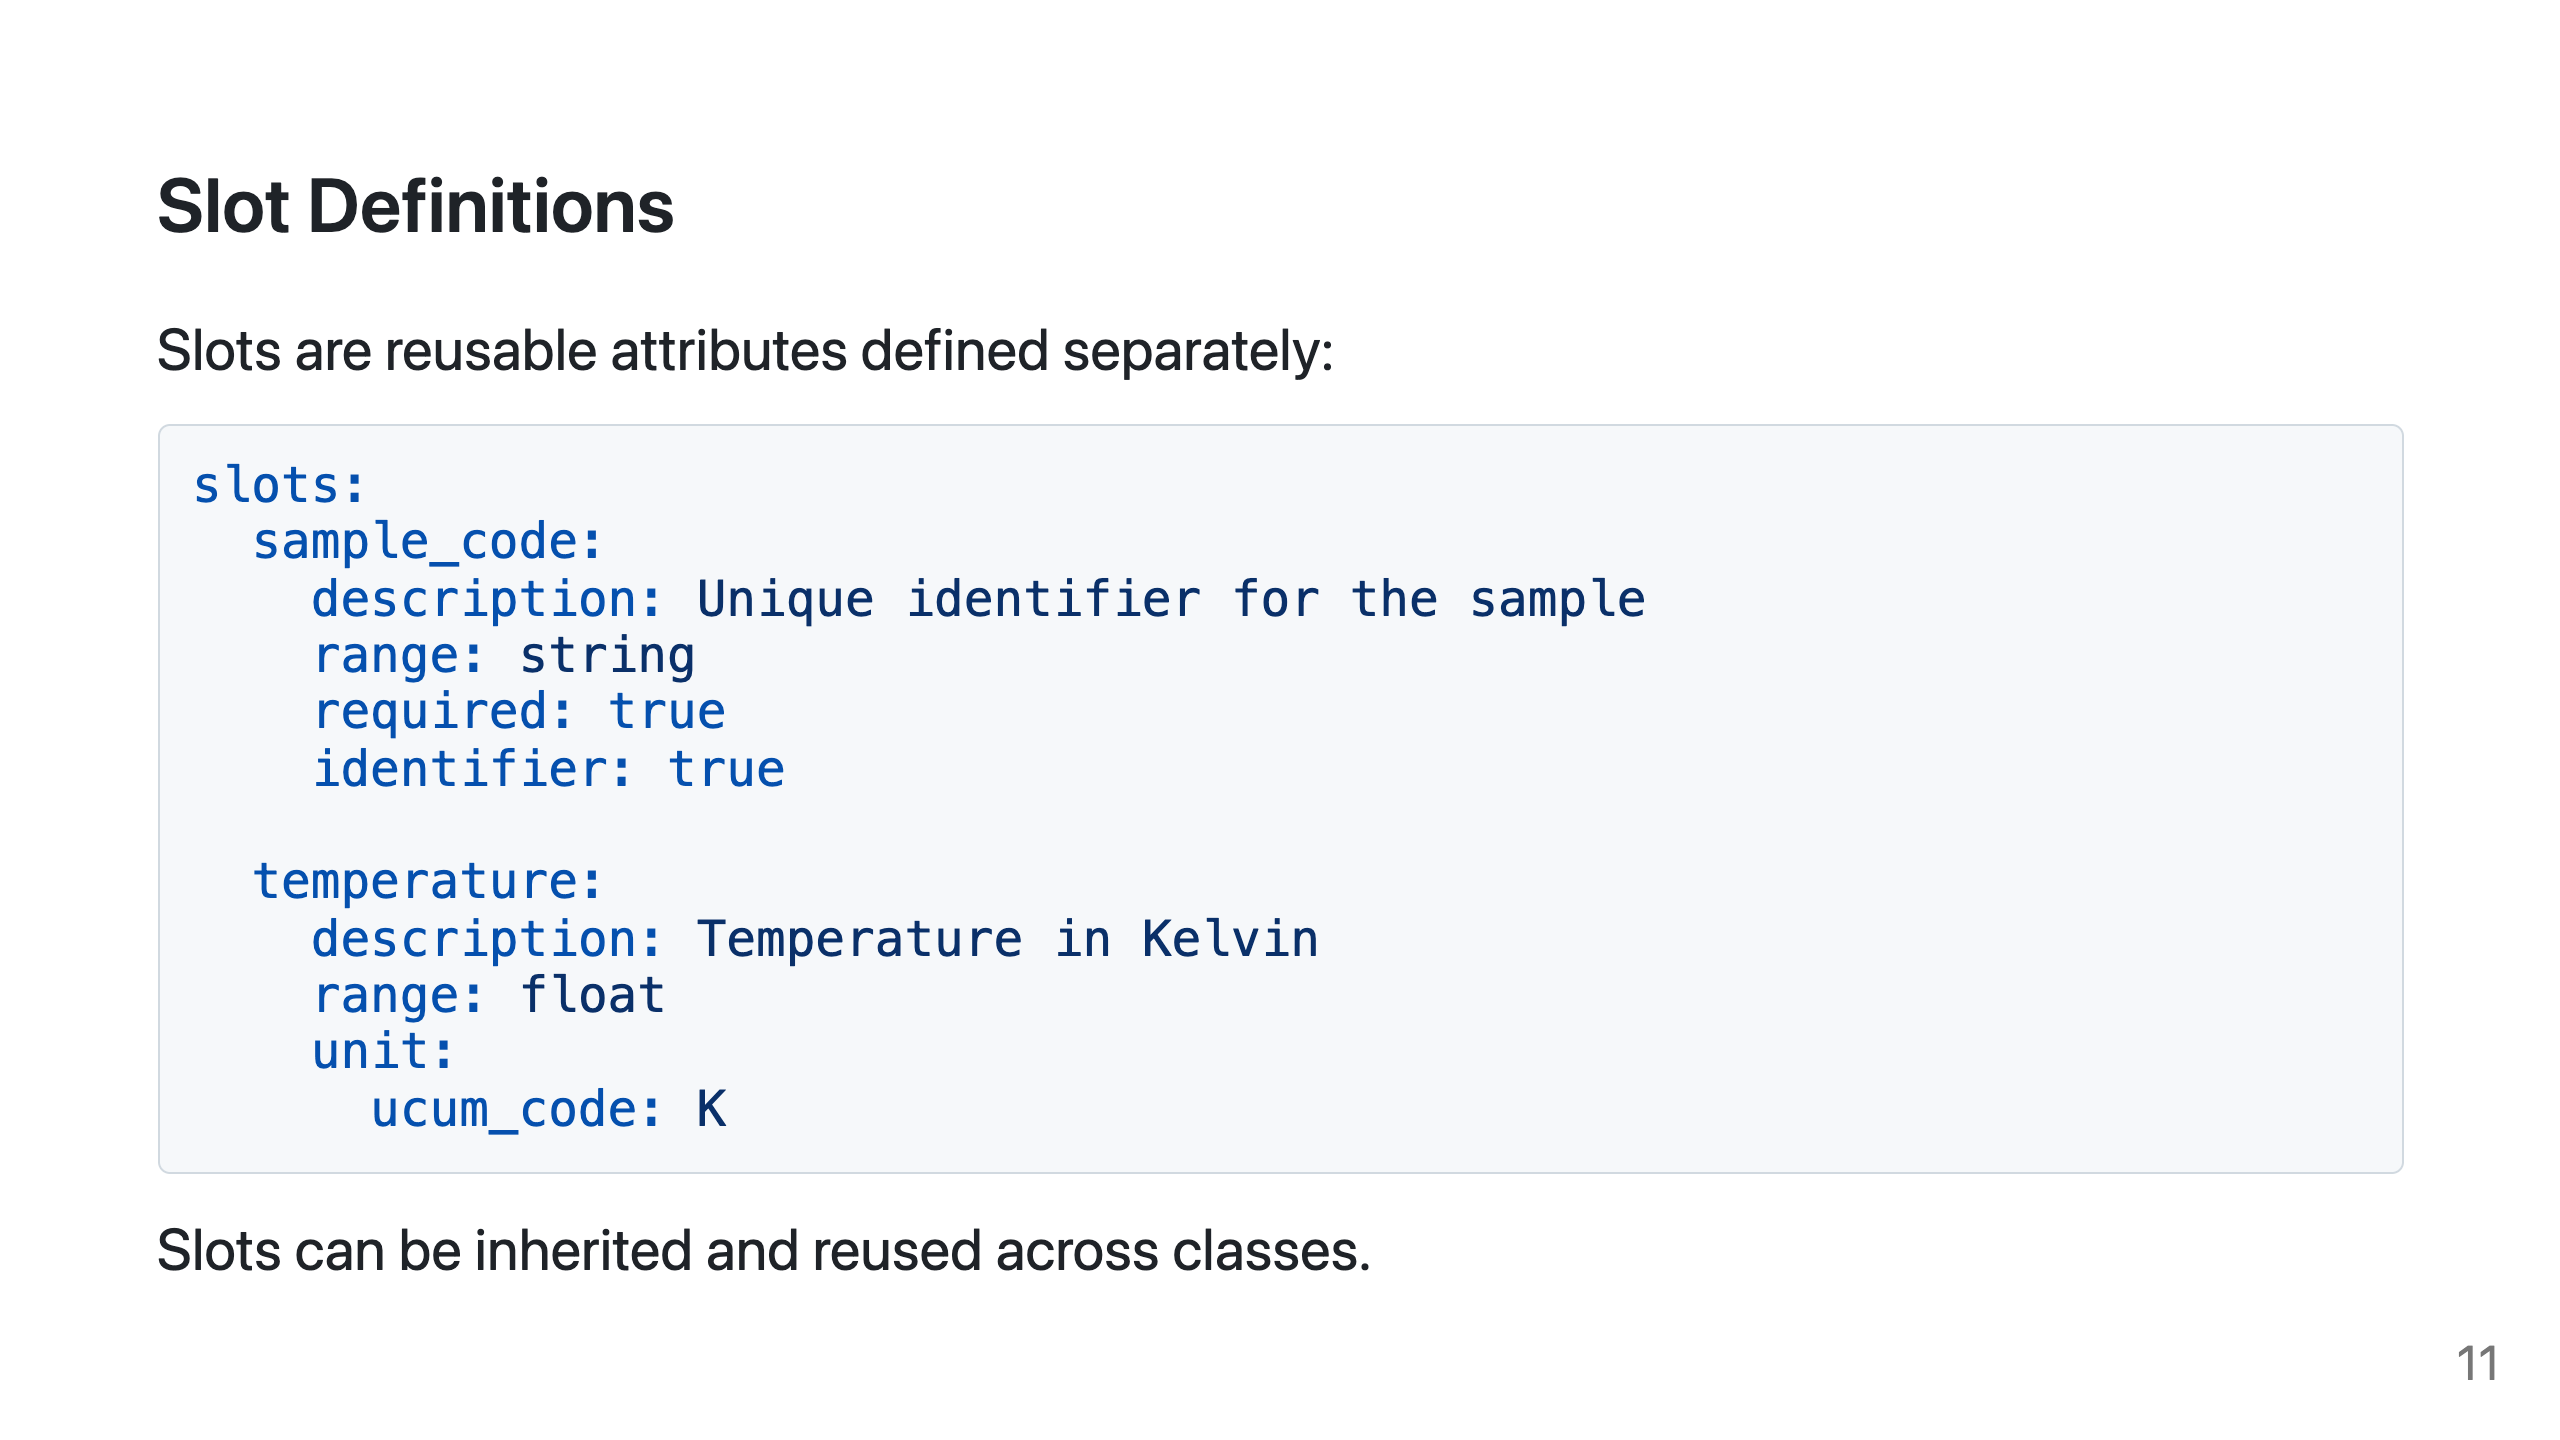 Slot Definitions
Slots are reusable attributes defined separately:
slots:
  sample_code:
    description: Unique identifier for the sample
    range: string
    required: true
    identifier: true

  temperature:
    description: Temperature in Kelvin
    range: float
    unit:
      ucum_code: K
Slots can be inherited and reused across classes.
11